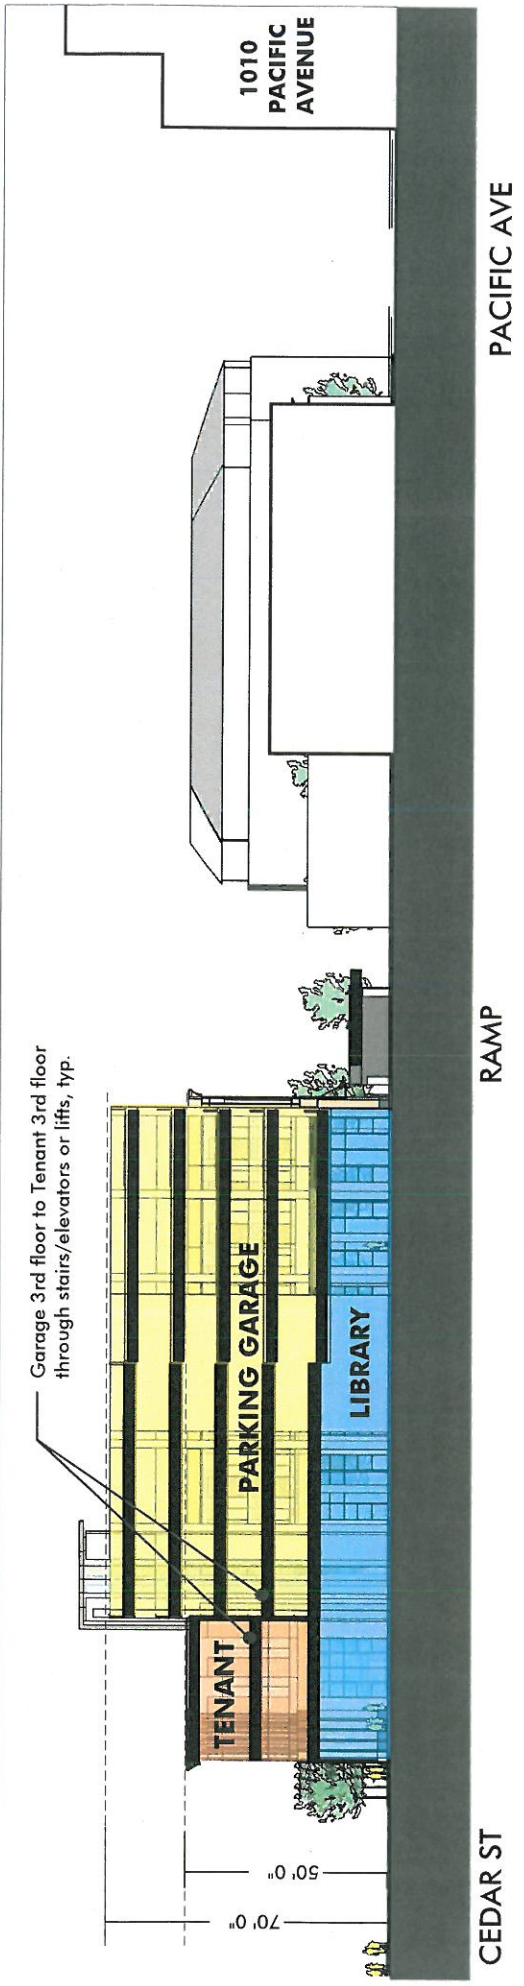 Garage 3rd floor to Tenant 3rd floor
through stairs/elevators or lifts, typ.
1010
PACIFIC
AVENUE
70' 0"
50' 0"
TENANT
PARKING GARAGE
LIBRARY
CEDAR ST
RAMP
PACIFIC AVE